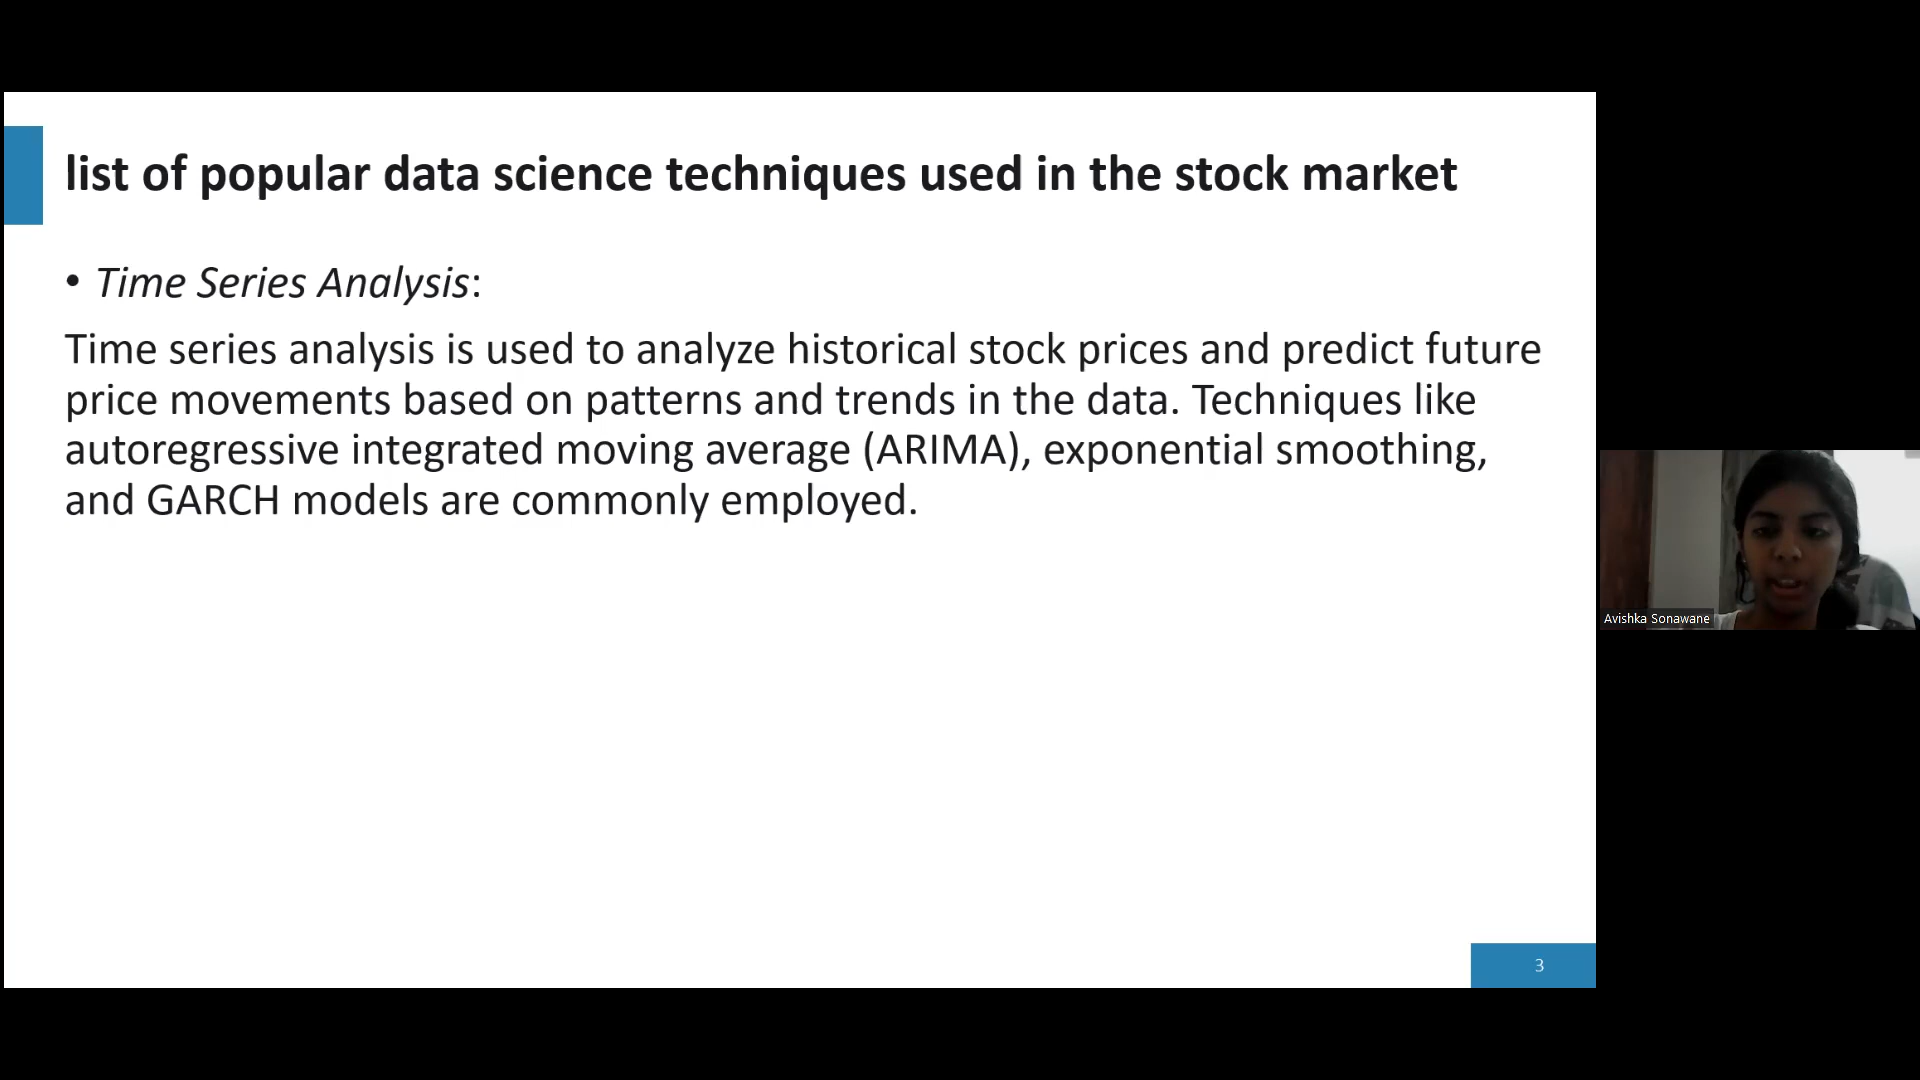 list of popular data science techniques used in the stock market
• Time Series Analysis:
Time series analysis is used to analyze historical stock prices and predict future
price movements based on patterns and trends in the data. Techniques like
autoregressive integrated moving average (ARIMA), exponential smoothing,
and GARCH models are commonly employed.
Avishka Sonawane
3